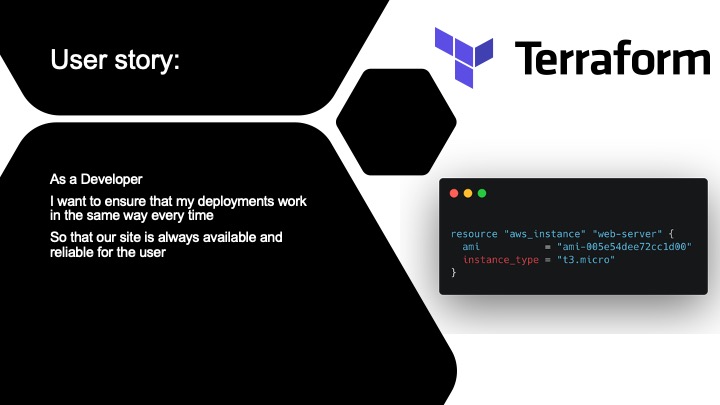 User story:
Terraform
As a Developer
I want to ensure that my deployments work
in the same way every time
So that our site is always available and
reliable for the user
resource "aws_instance" "web-server" {
  ami           = "ami-005e54dee72cc1d00"
  instance_type = "t3.micro"
}